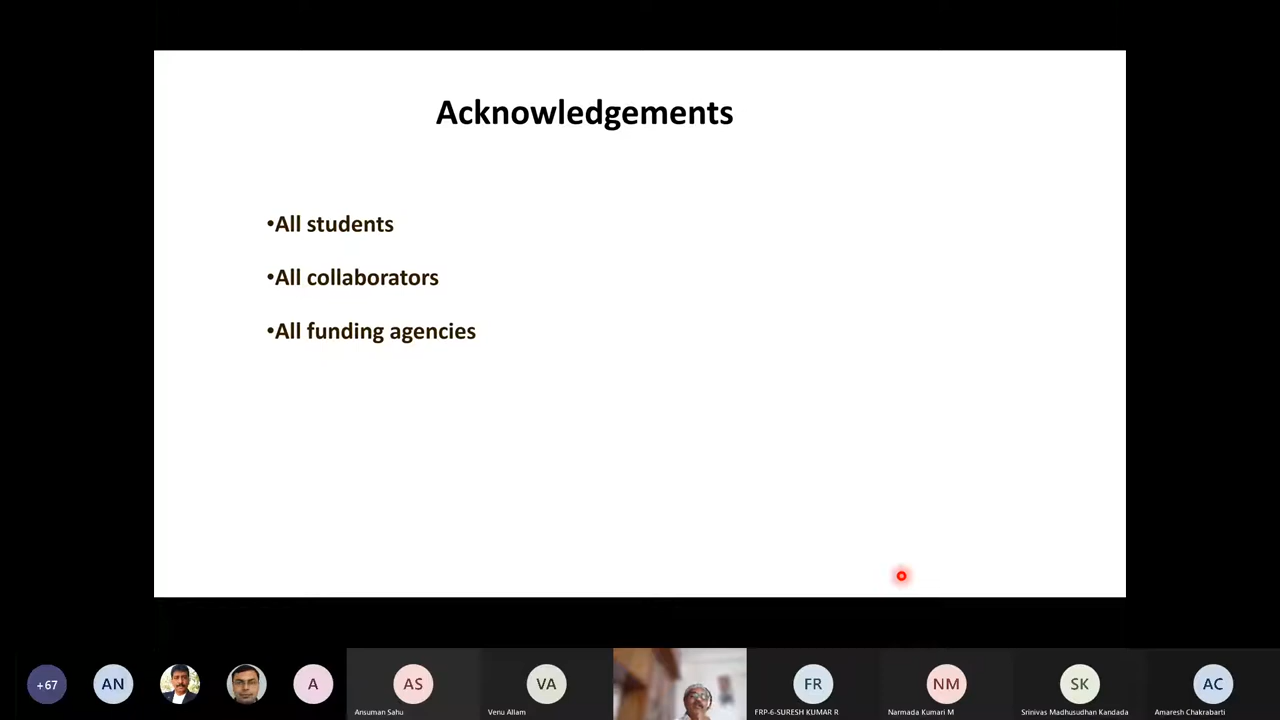 Acknowledgements
•All students
•All collaborators
•All funding agencies
+67
AN
A
AS
VA
FR
NM
SK
AC
Ansuman Sahu
Venu Allam
FRP-6-SURESH KUMAR R
Narmada Kumari M
Srinivas Madhusudhan Kandada
Amaresh Chakrabarti